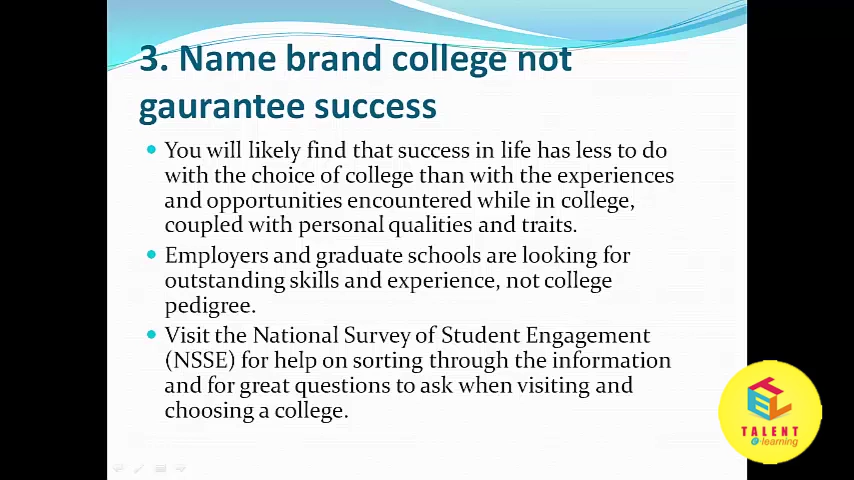 3. Name brand college not
gaurantee success
You will likely find that success in life has less to do
with the choice of college than with the experiences
and opportunities encountered while in college,
coupled with personal qualities and traits.
Employers and graduate schools are looking for
outstanding skills and experience, not college
pedigree.
Visit the National Survey of Student Engagement
(NSSE) for help on sorting through the information
and for great questions to ask when visiting and
choosing a college.
TEL
TALENT
e-learning